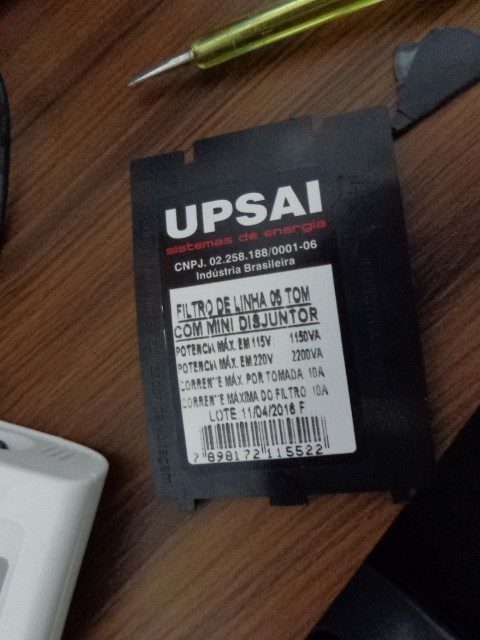 UPSAI
sistemas de energia
CNPJ. 02.258.188/0001-06
Indústria Brasileira
FILTRO DE LINHA 06 TOM
COM MINI DISJUNTOR
POTENCIA MÁX. EM 115V: 1150VA
POTENCIA MÁX. EM 220V: 2200VA
CORRENTE MÁX. POR TOMADA 10A
CORRENTE MÁXIMA DO FILTRO 10A
LOTE 11/04/2016 F
7 898172 115522